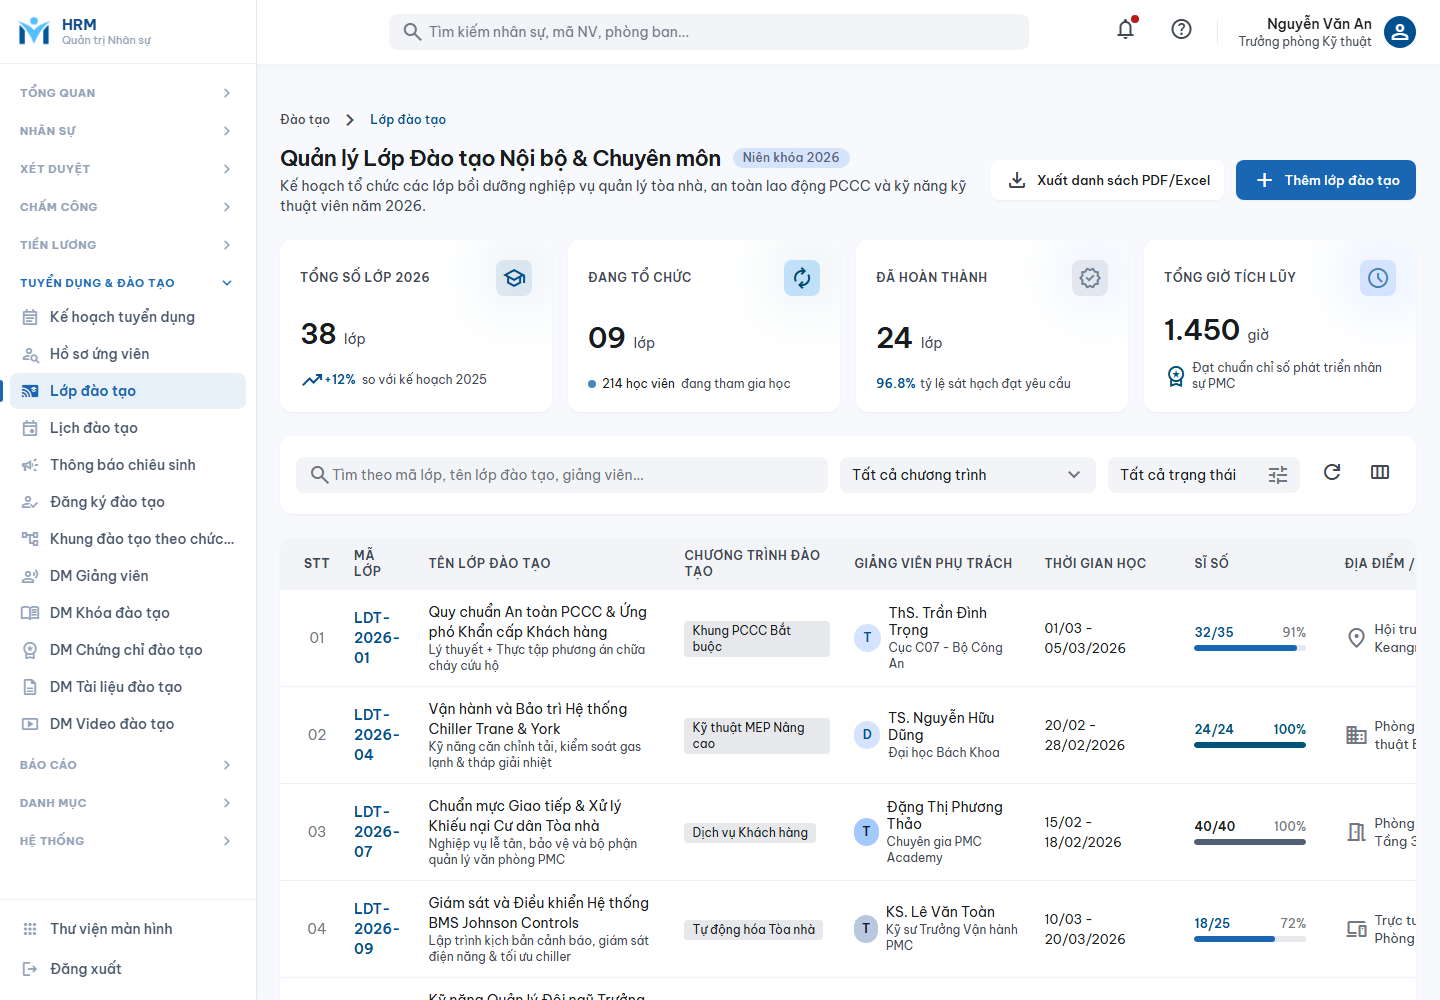 HRM
Quản trị Nhân sự
Tìm kiếm nhân sự, mã NV, phòng ban...
Nguyễn Văn An
Trưởng phòng Kỹ thuật
TỔNG QUAN
NHÂN SỰ
XÉT DUYỆT
CHẤM CÔNG
TIỀN LƯƠNG
TUYỂN DỤNG & ĐÀO TẠO
Kế hoạch tuyển dụng
Hồ sơ ứng viên
Lớp đào tạo
Lịch đào tạo
Thông báo chiêu sinh
Đăng ký đào tạo
Khung đào tạo theo chức...
DM Giảng viên
DM Khóa đào tạo
DM Chứng chỉ đào tạo
DM Tài liệu đào tạo
DM Video đào tạo
BÁO CÁO
DANH MỤC
HỆ THỐNG
Thư viện màn hình
Đăng xuất
Đào tạo
Lớp đào tạo
Quản lý Lớp Đào tạo Nội bộ & Chuyên môn
Niên khóa 2026
Kế hoạch tổ chức các lớp bồi dưỡng nghiệp vụ quản lý tòa nhà, an toàn lao động PCCC và kỹ năng kỹ
thuật viên năm 2026.
Xuất danh sách PDF/Excel
Thêm lớp đào tạo
TỔNG SỐ LỚP 2026
38 lớp
+12% so với kế hoạch 2025
ĐANG TỔ CHỨC
09 lớp
214 học viên đang tham gia học
ĐÃ HOÀN THÀNH
24 lớp
96.8% tỷ lệ sát hạch đạt yêu cầu
TỔNG GIỜ TÍCH LŨY
1.450 giờ
Đạt chuẩn chỉ số phát triển nhân
sự PMC
Tìm theo mã lớp, tên lớp đào tạo, giảng viên...
Tất cả chương trình
Tất cả trạng thái
STT
MÃ
LỚP
TÊN LỚP ĐÀO TẠO
CHƯƠNG TRÌNH ĐÀO
TẠO
GIẢNG VIÊN PHỤ TRÁCH
THỜI GIAN HỌC
SĨ SỐ
ĐỊA ĐIỂM /
01
LDT-
2026-
01
Quy chuẩn An toàn PCCC & Ứng
phó Khẩn cấp Khách hàng
Lý thuyết + Thực tập phương án chữa
cháy cứu hộ
Khung PCCC Bắt
buộc
T
ThS. Trần Đình
Trọng
Cục C07 - Bộ Công
An
01/03 -
05/03/2026
32/35
91%
Hội tru
Keang
02
LDT-
2026-
04
Vận hành và Bảo trì Hệ thống
Chiller Trane & York
Kỹ năng căn chỉnh tải, kiểm soát gas
lạnh & tháp giải nhiệt
Kỹ thuật MEP Nâng
cao
D
TS. Nguyễn Hữu
Dũng
Đại học Bách Khoa
20/02 -
28/02/2026
24/24
100%
Phòng
thuật
03
LDT-
2026-
07
Chuẩn mực Giao tiếp & Xử lý
Khiếu nại Cư dân Tòa nhà
Nghiệp vụ lễ tân, bảo vệ và bộ phận
quản lý văn phòng PMC
Dịch vụ Khách hàng
T
Đặng Thị Phương
Thảo
Chuyên gia PMC
Academy
15/02 -
18/02/2026
40/40
100%
Phòng
Tầng 3
04
LDT-
2026-
09
Giám sát và Điều khiển Hệ thống
BMS Johnson Controls
Lập trình kịch bản cảnh báo, giám sát
điện năng & tối ưu chiller
Tự động hóa Tòa nhà
T
KS. Lê Văn Toàn
Kỹ sư Trưởng Vận hành
PMC
10/03 -
20/03/2026
18/25
72%
Trực tu
Phòng
Kỹ năng Quản lý Đội ngũ Trưởng